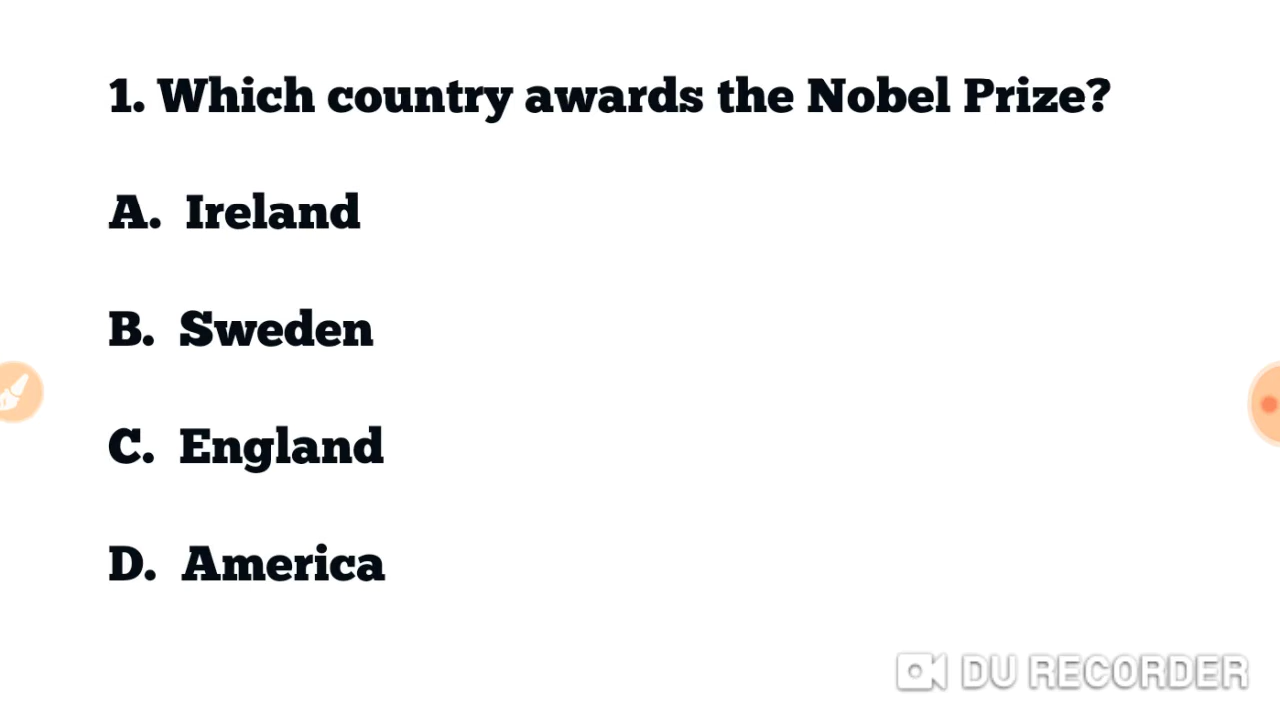 1. Which country awards the Nobel Prize?
A. Ireland
B. Sweden
C. England
D. America
DU RECORDER